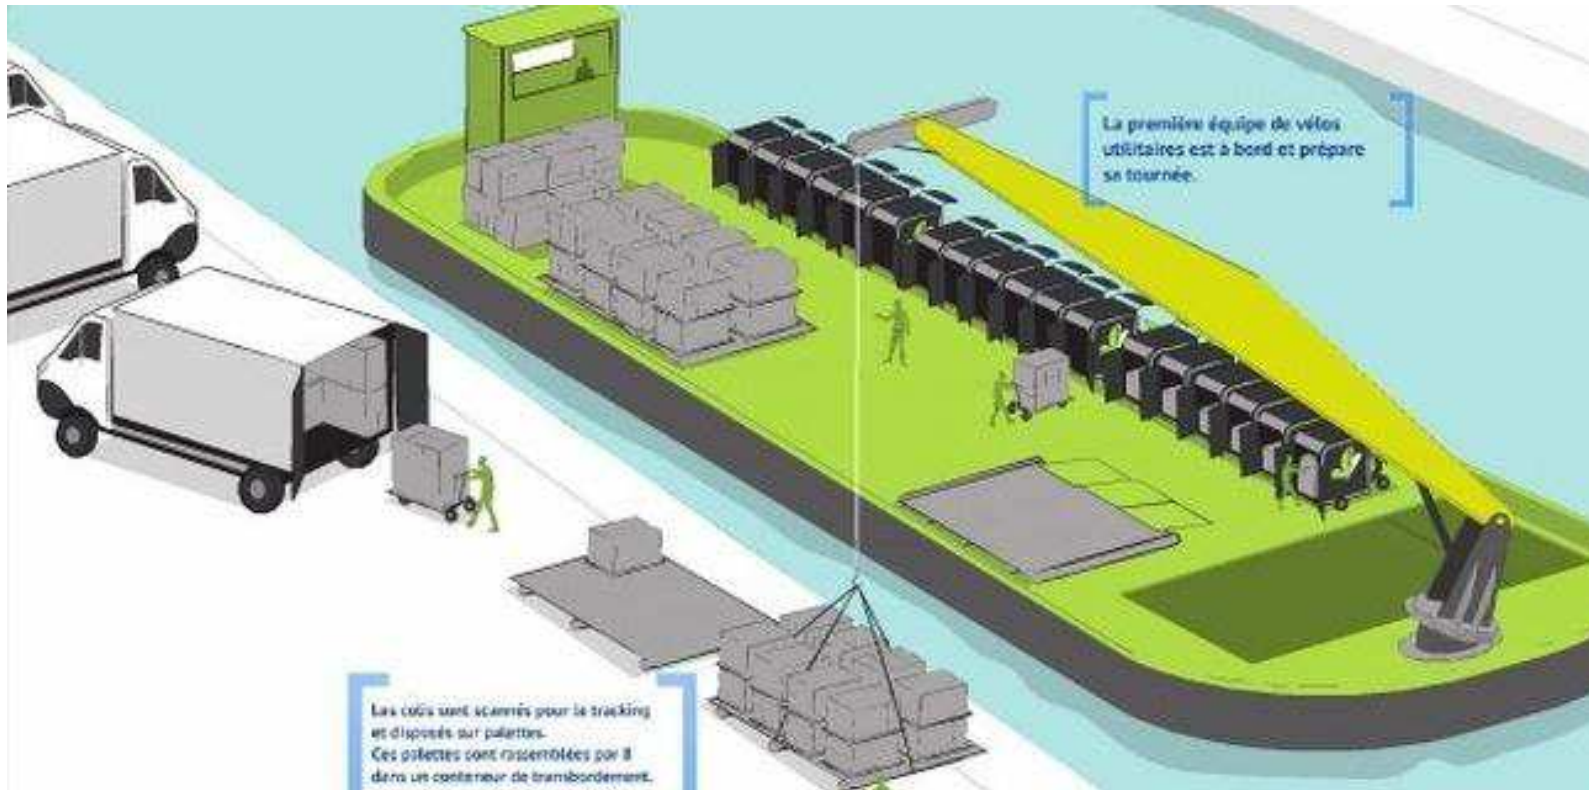 La première équipe de vélos
utilitaires est à bord et prépare
sa tournée.
Les colis sont scannés pour le tracking
et disposés sur palettes.
Ces palettes sont rassemblées par 8
dans un conteneur de transbordement.